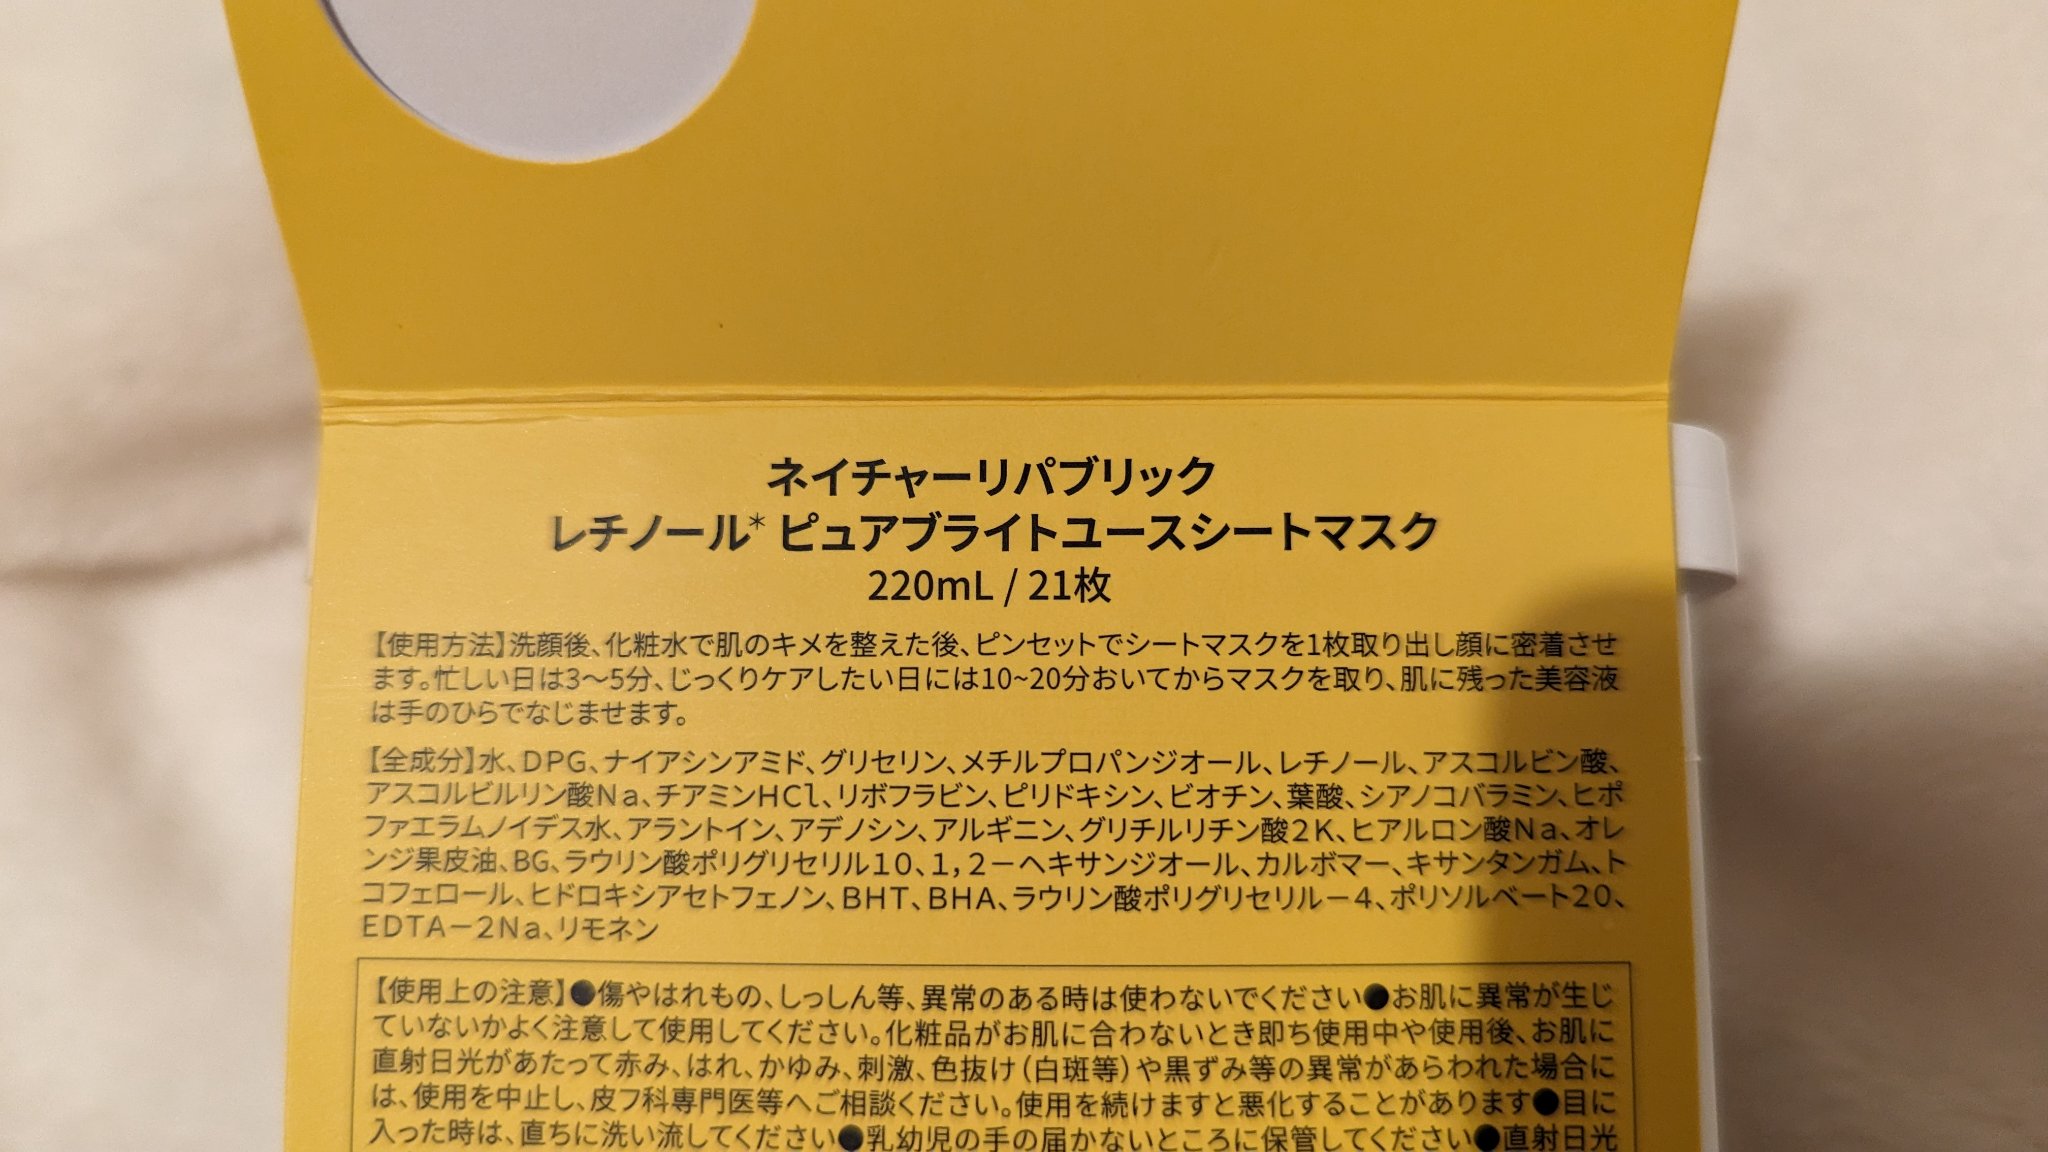 ネイチャーリパブリック
レチノール* ピュアブライトユースシートマスク
220mL / 21枚
【使用方法】洗顔後、化粧水で肌のキメを整えた後、ピンセットでシートマスクを1枚取り出し顔に密着させ
ます。忙しい日は3〜5分、じっくりケアしたい日には10~20分おいてからマスクを取り、肌に残った美容液
は手のひらでなじませます。
【全成分】水、DPG、ナイアシンアミド、グリセリン、メチルプロパンジオール、レチノール、アスコルビン酸、
アスコルビルリン酸Na、チアミンHCl、リボフラビン、ピリドキシン、ビオチン、葉酸、シアノコバラミン、ヒポ
ファエラムノイデス水、アラントイン、アデノシン、アルギニン、グリチルリチン酸2K、ヒアルロン酸Na、オレ
ンジ果皮油、BG、ラウリン酸ポリグリセリル10、1,2-ヘキサンジオール、カルボマー、キサンタンガム、ト
コフェロール、ヒドロキシアセトフェノン、BHT、BHA、ラウリン酸ポリグリセリル-4、ポリソルベート20、
EDTA-2Na、リモネン
【使用上の注意】●傷やはれもの、しっしん等、異常のある時は使わないでください●お肌に異常が生じ
ていないかよく注意して使用してください。化粧品がお肌に合わないとき即ち使用中や使用後、お肌に
直射日光があたって赤み、はれ、かゆみ、刺激、色抜け(白斑等)や黒ずみ等の異常があらわれた場合に
は、使用を中止し、皮フ科専門医等へご相談ください。使用を続けますと悪化することがあります●目に
入った時は、直ちに洗い流してください●乳幼児の手の届かないところに保管してください●直射日光